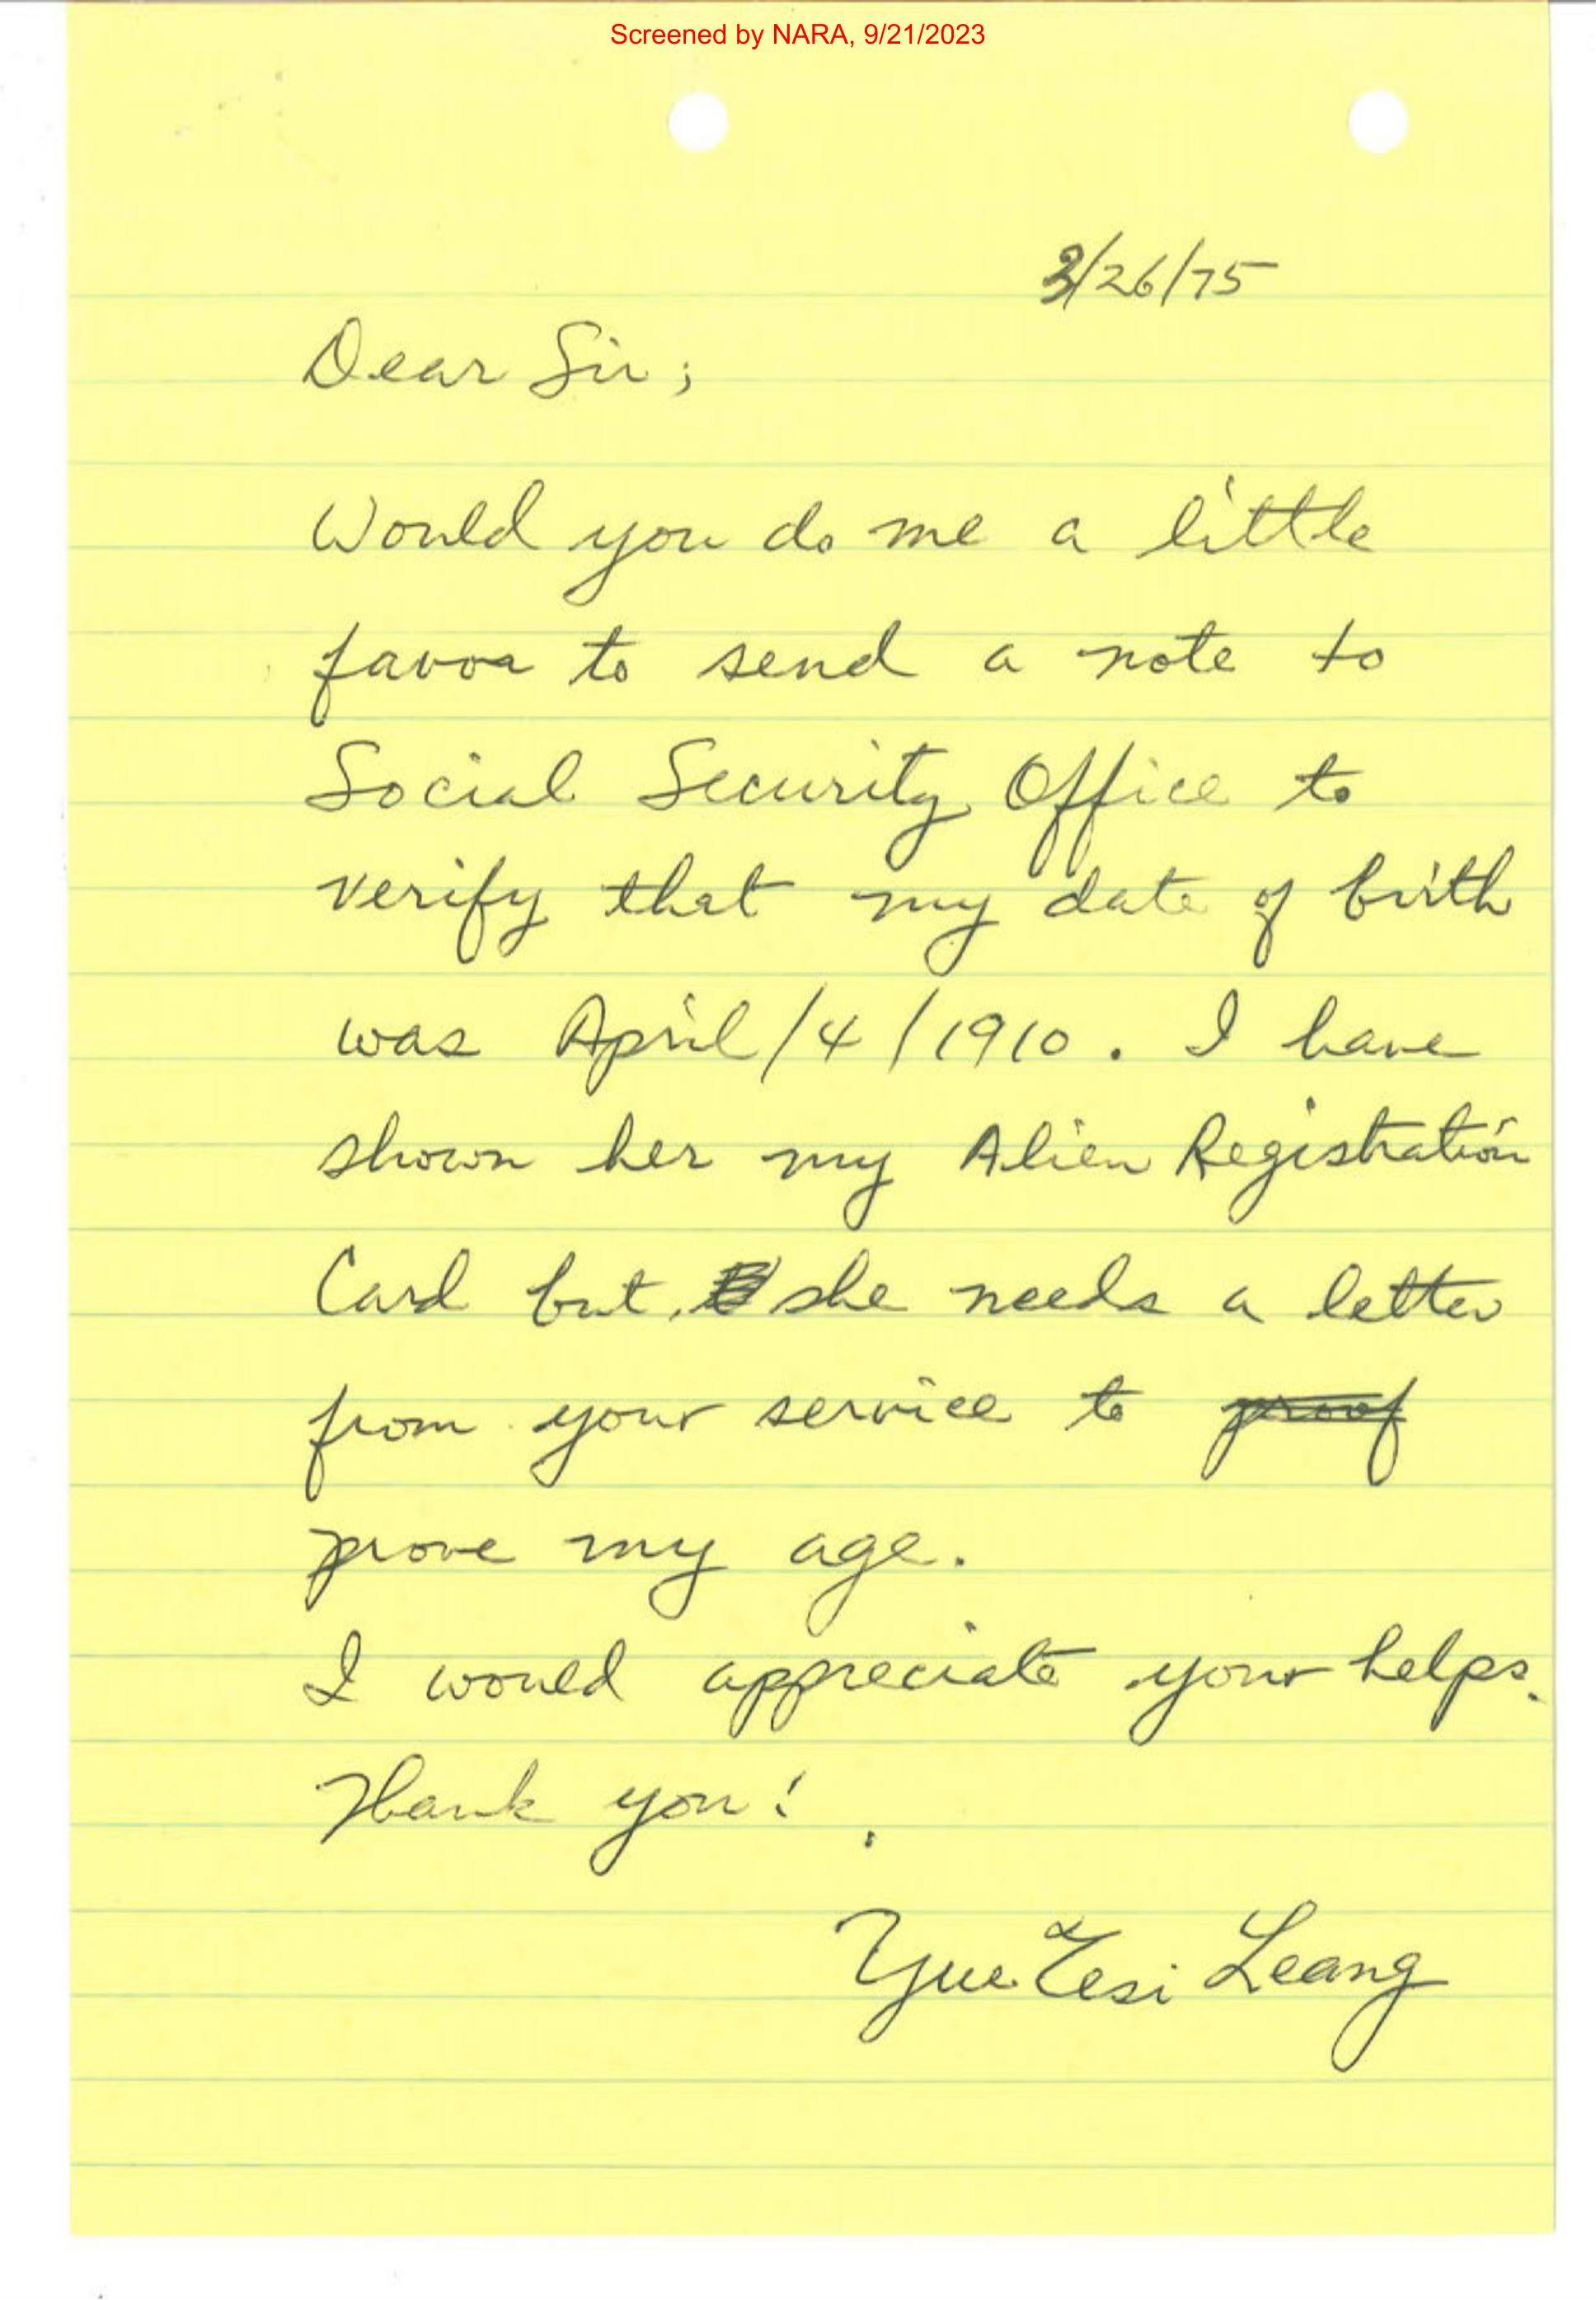 Screened by NARA, 9/21/2023
3/26/75
Dear Sir;
Would you do me a little
favor to send a note to
Social Security Office to
verify that my date of birth
was April/4/1910. I have
shown her my Alien Registration
Card but, she needs a letter
from your service to proof
prove my age.
I would appreciate your helps.
Thank you!
Yue Tesi Leang